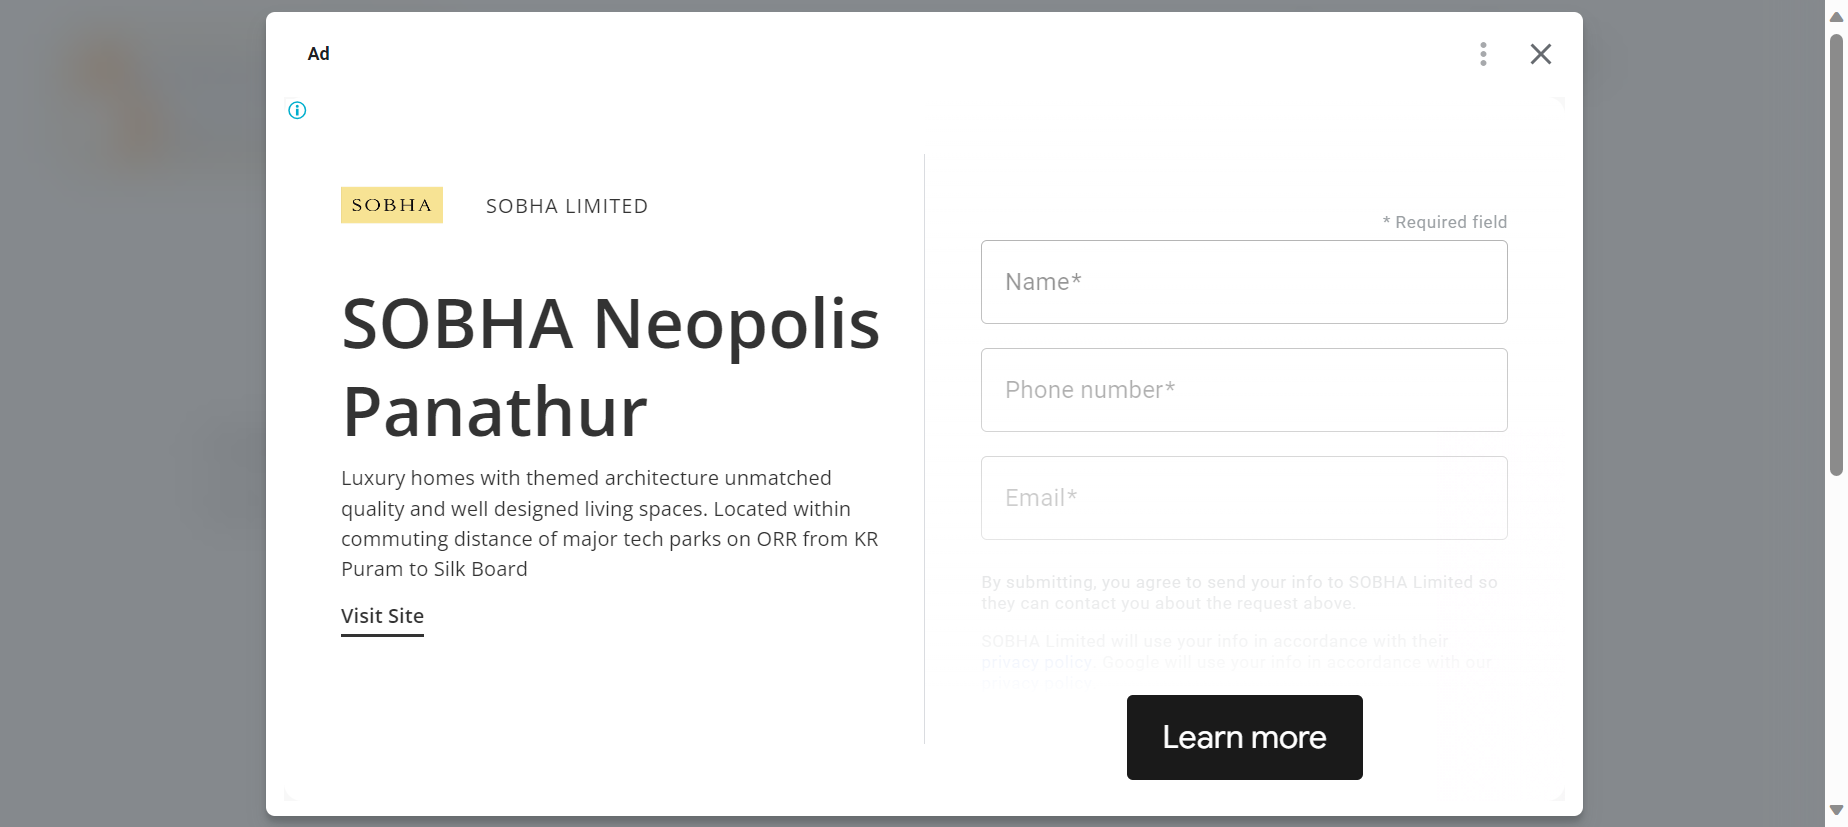 Ad
SOBHA
SOBHA LIMITED
SOBHA Neopolis
Panathur
Luxury homes with themed architecture unmatched
quality and well designed living spaces. Located within
commuting distance of major tech parks on ORR from KR
Puram to Silk Board
Visit Site
* Required field
Name*
Phone number*
Email*
By submitting, you agree to send your info to SOBHA Limited so
they can contact you about the request above.
SOBHA Limited will use your info in accordance with their
privacy policy. Google will use your info in accordance with our
privacy policy.
Learn more